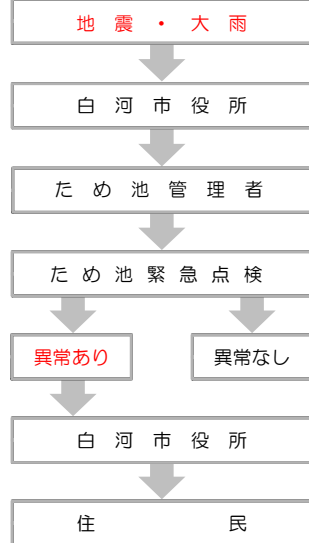 地震・大雨
白河市役所
ため池管理者
ため池緊急点検
異常あり
異常なし
白河市役所
住民